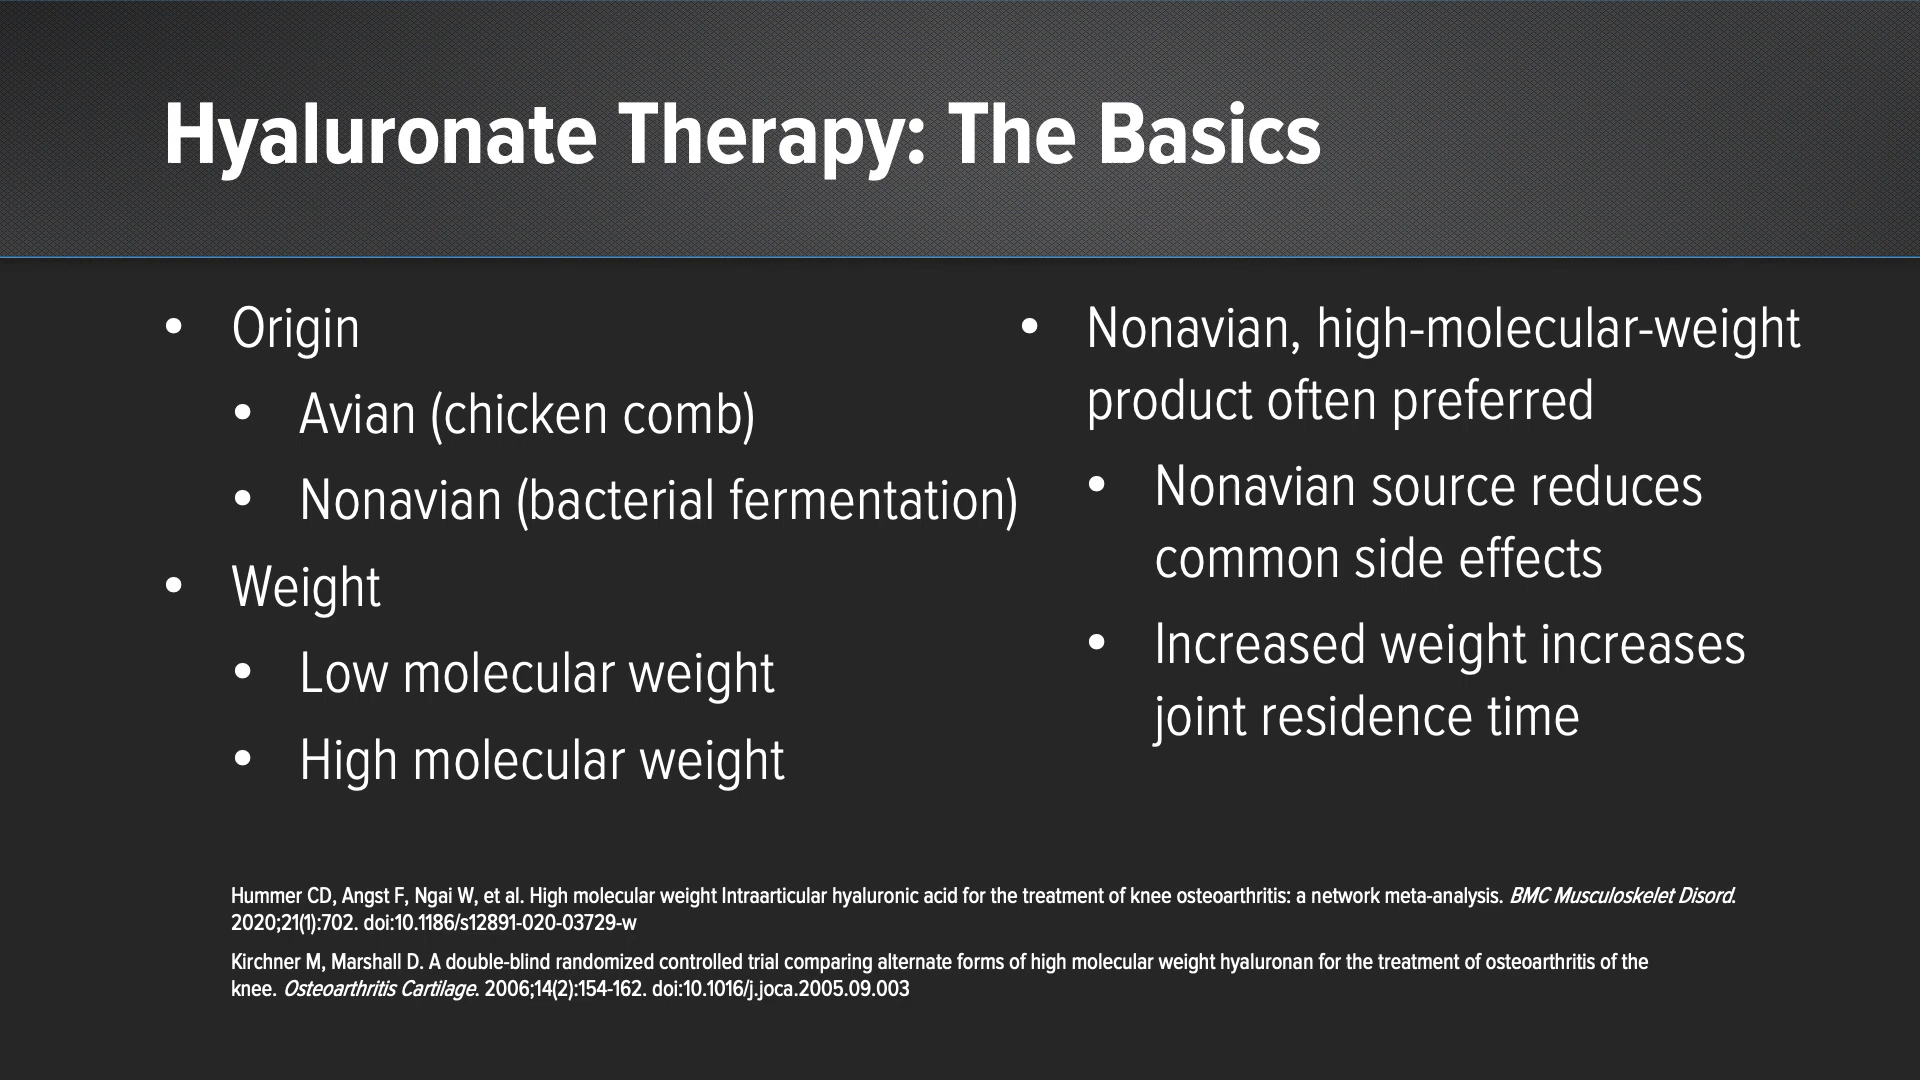 Hyaluronate Therapy: The Basics
• Origin
• Avian (chicken comb)
• Nonavian (bacterial fermentation)
• Weight
• Low molecular weight
• High molecular weight
• Nonavian, high-molecular-weight
product often preferred
• Nonavian source reduces
common side effects
• Increased weight increases
joint residence time
Hummer CD, Angst F, Ngai W, et al. High molecular weight Intraarticular hyaluronic acid for the treatment of knee osteoarthritis: a network meta-analysis. BMC Musculoskelet Disord.
2020;21(1):702. doi:10.1186/s12891-020-03729-w
Kirchner M, Marshall D. A double-blind randomized controlled trial comparing alternate forms of high molecular weight hyaluronan for the treatment of osteoarthritis of the
knee. Osteoarthritis Cartilage. 2006;14(2):154-162. doi:10.1016/j.joca.2005.09.003